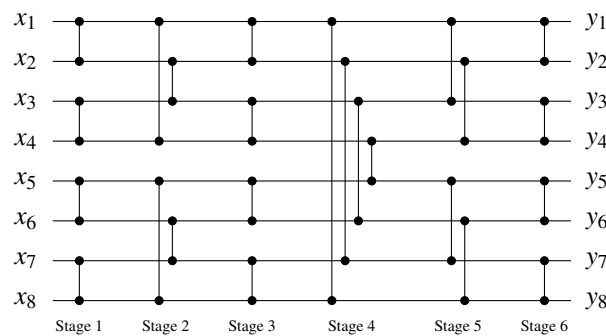 x1 y1
x2 y2
x3 y3
x4 y4
x5 y5
x6 y6
x7 y7
x8 y8
Stage 1 Stage 2 Stage 3 Stage 4 Stage 5 Stage 6